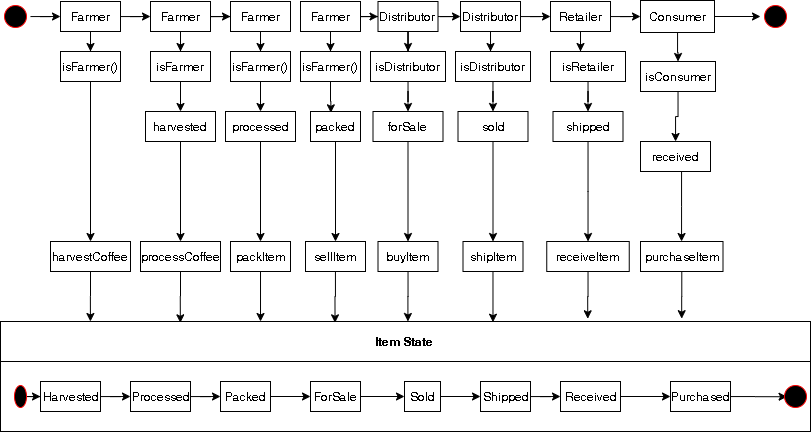 Farmer Farmer Farmer Farmer Distributor Distributor Retailer Consumer
isFarmer() isFarmer isFarmer() isFarmer() isDistributor isDistributor isRetailer isConsumer
harvested processed packed forSale sold shipped received
harvestCoffee processCoffee packItem sellItem buyItem shipItem receiveItem purchaseItem
Item State
Harvested Processed Packed ForSale Sold Shipped Received Purchased